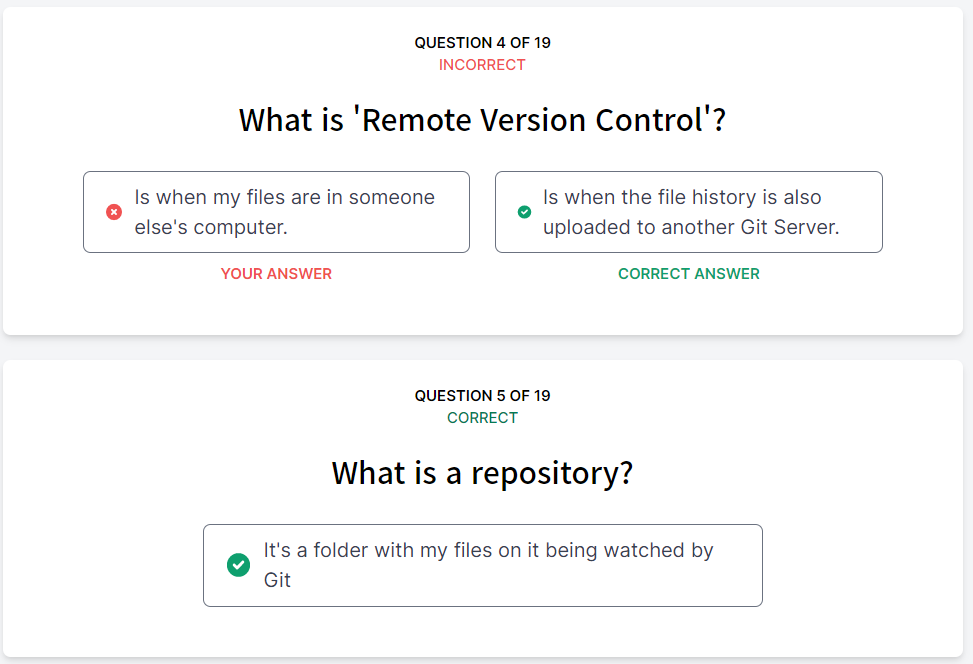 QUESTION 4 OF 19
INCORRECT
What is 'Remote Version Control'?
Is when my files are in someone
else's computer.
YOUR ANSWER
Is when the file history is also
uploaded to another Git Server.
CORRECT ANSWER
QUESTION 5 OF 19
CORRECT
What is a repository?
It's a folder with my files on it being watched by
Git